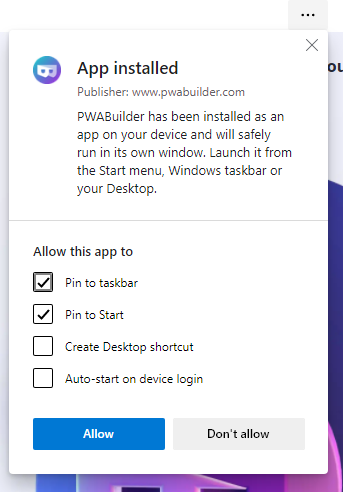 App installed
Publisher: www.pwabuilder.com
PWABuilder has been installed as an
app on your device and will safely
run in its own window. Launch it from
the Start menu, Windows taskbar or
your Desktop.
Allow this app to
Pin to taskbar
Pin to Start
Create Desktop shortcut
Auto-start on device login
Allow
Don't allow